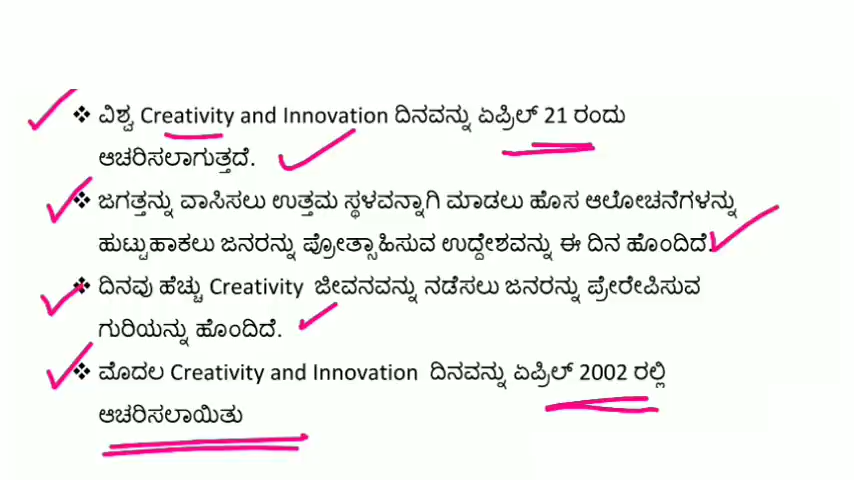 ❖ ವಿಶ್ವ Creativity and Innovation ದಿನವನ್ನು ಏಪ್ರಿಲ್ 21 ರಂದು
ಆಚರಿಸಲಾಗುತ್ತದೆ.
❖ ಜಗತ್ತನ್ನು ವಾಸಿಸಲು ಉತ್ತಮ ಸ್ಥಳವನ್ನಾಗಿ ಮಾಡಲು ಹೊಸ ಆಲೋಚನೆಗಳನ್ನು
ಹುಟ್ಟುಹಾಕಲು ಜನರನ್ನು ಪ್ರೋತ್ಸಾಹಿಸುವ ಉದ್ದೇಶವನ್ನು ಈ ದಿನ ಹೊಂದಿದೆ.
❖ ದಿನವು ಹೆಚ್ಚು Creativity ಜೀವನವನ್ನು ನಡೆಸಲು ಜನರನ್ನು ಪ್ರೇರೇಪಿಸುವ
ಗುರಿಯನ್ನು ಹೊಂದಿದೆ.
❖ ಮೊದಲ Creativity and Innovation ದಿನವನ್ನು ಏಪ್ರಿಲ್ 2002 ರಲ್ಲಿ
ಆಚರಿಸಲಾಯಿತು